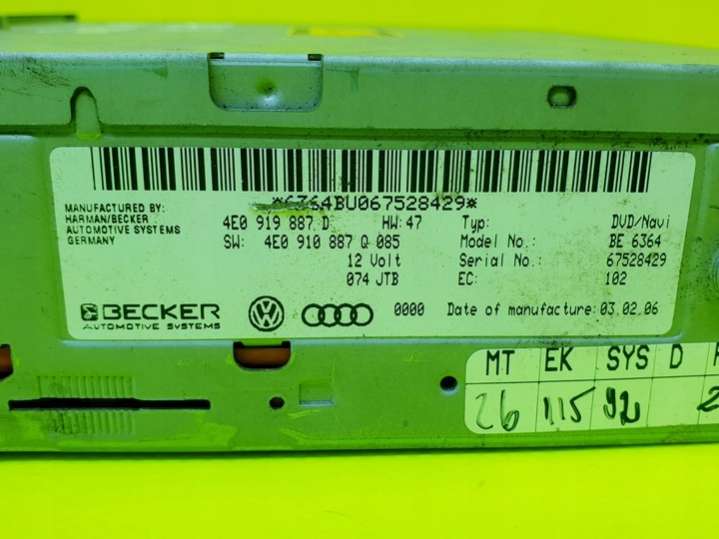 *6364BU067528429*
MANUFACTURED BY:
HARMAN/BECKER
AUTOMOTIVE SYSTEMS
GERMANY
4E0 919 887 D HW: 47 Typ: DVD/Navi
SW: 4E0 910 887 Q 085 Model No.: BE 6364
12 Volt Serial No.: 67528429
074 JTB EC: 102
BECKER
AUTOMOTIVE SYSTEMS
0000 Date of manufacture: 03.02.06
MT EK SYS D
26 115 92